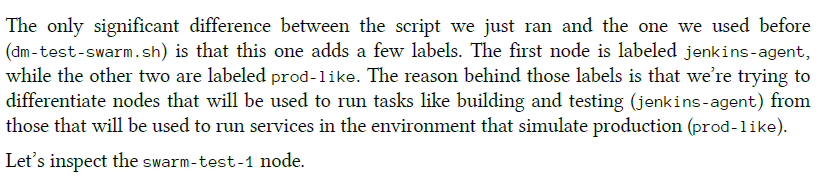 The only significant difference between the script we just ran and the one we used before
(dm-test-swarm.sh) is that this one adds a few labels. The first node is labeled jenkins-agent,
while the other two are labeled prod-like. The reason behind those labels is that we're trying to
differentiate nodes that will be used to run tasks like building and testing (jenkins-agent) from
those that will be used to run services in the environment that simulate production (prod-like).
Let's inspect the swarm-test-1 node.